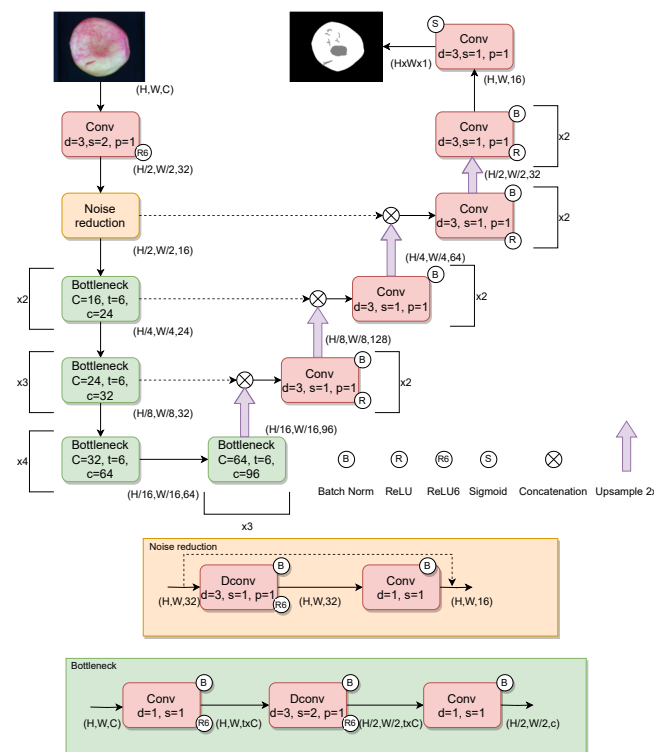 S
Conv
d=3,s=1, p=1
(HxWx1)
(H,W,C)
(H,W,16)
Conv
d=3,s=2, p=1
R6
(H/2,W/2,32)
B
Conv
d=3,s=1, p=1
R
x2
(H/2,W/2,32
Noise
reduction
(H/2,W/2,16)
B
Conv
d=3, s=1, p=1
R
x2
(H/4,W/4,64)
x2
Bottleneck
C=16, t=6,
c=24
(H/4,W/4,24)
B
Conv
d=3, s=1, p=1
x2
(H/8,W/8,128)
x3
Bottleneck
C=24, t=6,
c=32
(H/8,W/8,32)
B
Conv
d=3, s=1, p=1
R
x2
(H/16,W/16,96)
x4
Bottleneck
C=32, t=6,
c=64
(H/16,W/16,64)
Bottleneck
C=64, t=6,
c=96
x3
B
Batch Norm
R
ReLU
R6
ReLU6
S
Sigmoid
Concatenation
Upsample 2x
Noise reduction
(H,W,32)
Dconv
d=3, s=1, p=1
B
R6
(H,W,32)
Conv
d=1, s=1
B
(H,W,16)
Bottleneck
(H,W,C)
Conv
d=1, s=1
B
R6
(H,W,txC)
Dconv
d=3, s=2, p=1
B
R6
(H/2,W/2,txC)
Conv
d=1, s=1
B
(H/2,W/2,c)